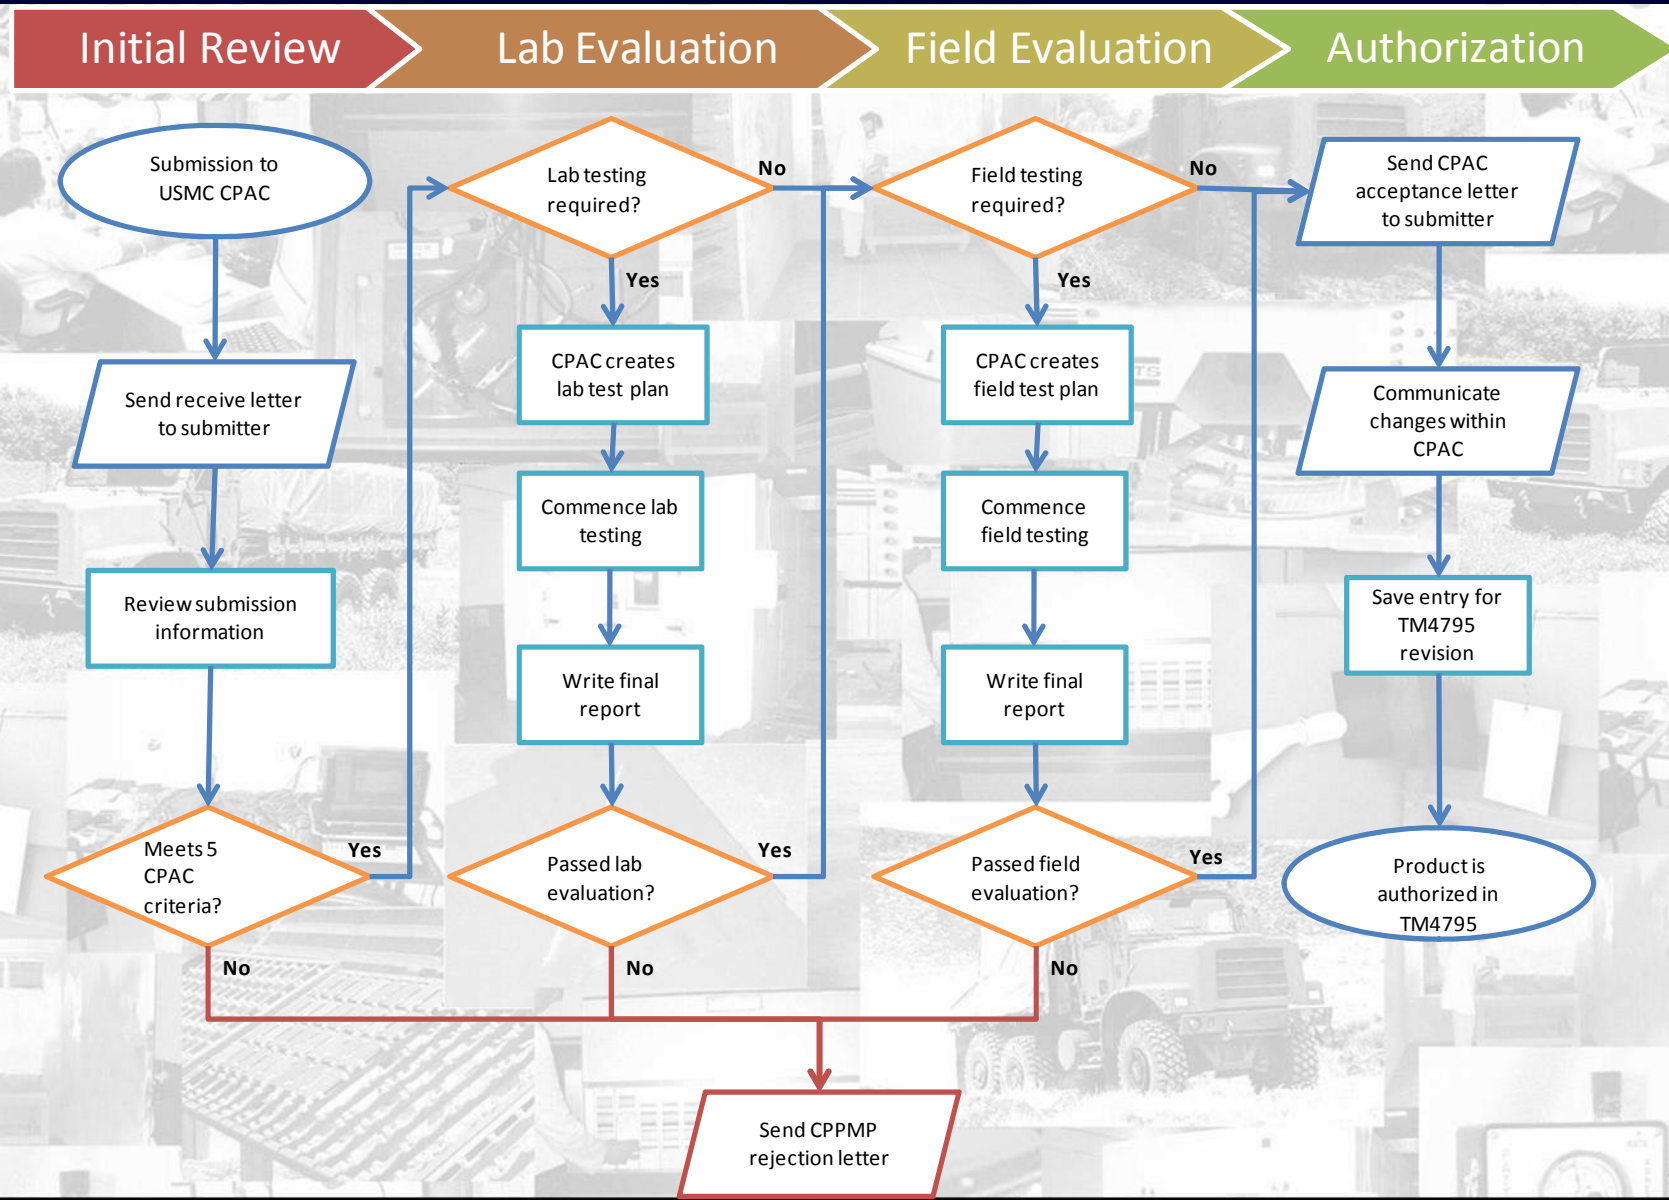 Initial Review
Lab Evaluation
Field Evaluation
Authorization
Submission to
USMC CPAC
Send receive letter
to submitter
Review submission
information
Meets 5
CPAC
criteria?
Yes
No
Lab testing
required?
No
Yes
CPAC creates
lab test plan
Commence lab
testing
Write final
report
Passed lab
evaluation?
Yes
No
Field testing
required?
No
Yes
CPAC creates
field test plan
Commence
field testing
Write final
report
Passed field
evaluation?
Yes
No
Send CPAC
acceptance letter
to submitter
Communicate
changes within
CPAC
Save entry for
TM4795
revision
Product is
authorized in
TM4795
Send CPPMP
rejection letter